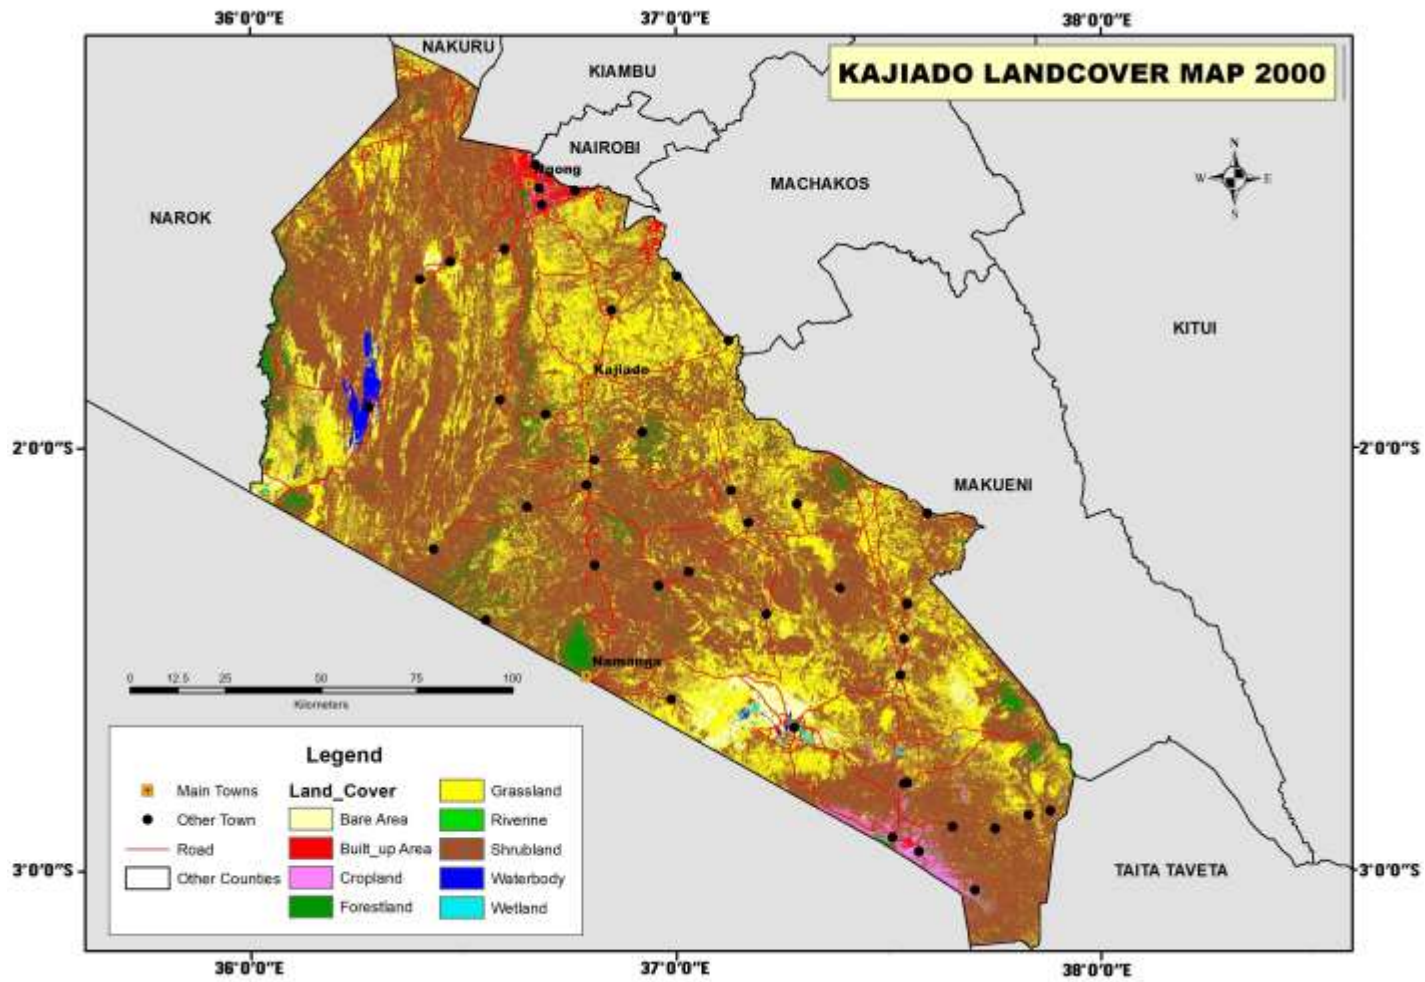 36°0'0"E 37°0'0"E 38°0'0"E
NAKURU
KIAMBU
KAJIADO LANDCOVER MAP 2000
NAIROBI
N
W E
S
Ngong
MACHAKOS
NAROK
KITUI
Kajiado
2°0'0"S 2°0'0"S
MAKUENI
Namanga
0 12.5 25 50 75 100
Kilometers
Legend
Main Towns
Other Town
Road
Other Counties
Land_Cover
Bare Area
Built_up Area
Cropland
Forestland
Grassland
Riverine
Shrubland
Waterbody
Wetland
3°0'0"S 3°0'0"S
TAITA TAVETA
36°0'0"E 37°0'0"E 38°0'0"E